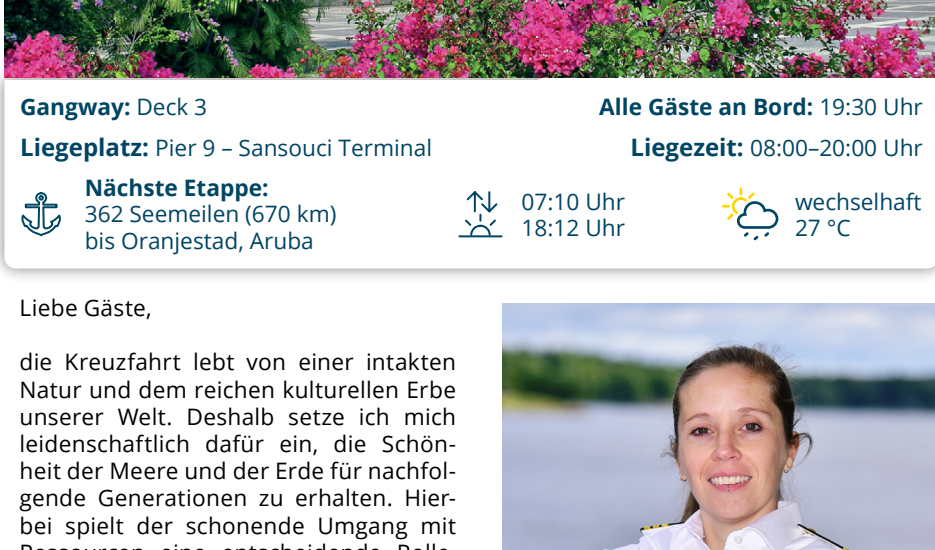 Gangway: Deck 3
Alle Gäste an Bord: 19:30 Uhr
Liegeplatz: Pier 9 – Sansouci Terminal
Liegezeit: 08:00–20:00 Uhr
Nächste Etappe:
362 Seemeilen (670 km)
bis Oranjestad, Aruba
07:10 Uhr
18:12 Uhr
wechselhaft
27 °C
Liebe Gäste,
die Kreuzfahrt lebt von einer intakten
Natur und dem reichen kulturellen Erbe
unserer Welt. Deshalb setze ich mich
leidenschaftlich dafür ein, die Schön-
heit der Meere und der Erde für nachfol-
gende Generationen zu erhalten. Hier-
bei spielt der schonende Umgang mit
Ressourcen eine entscheidende Rolle.